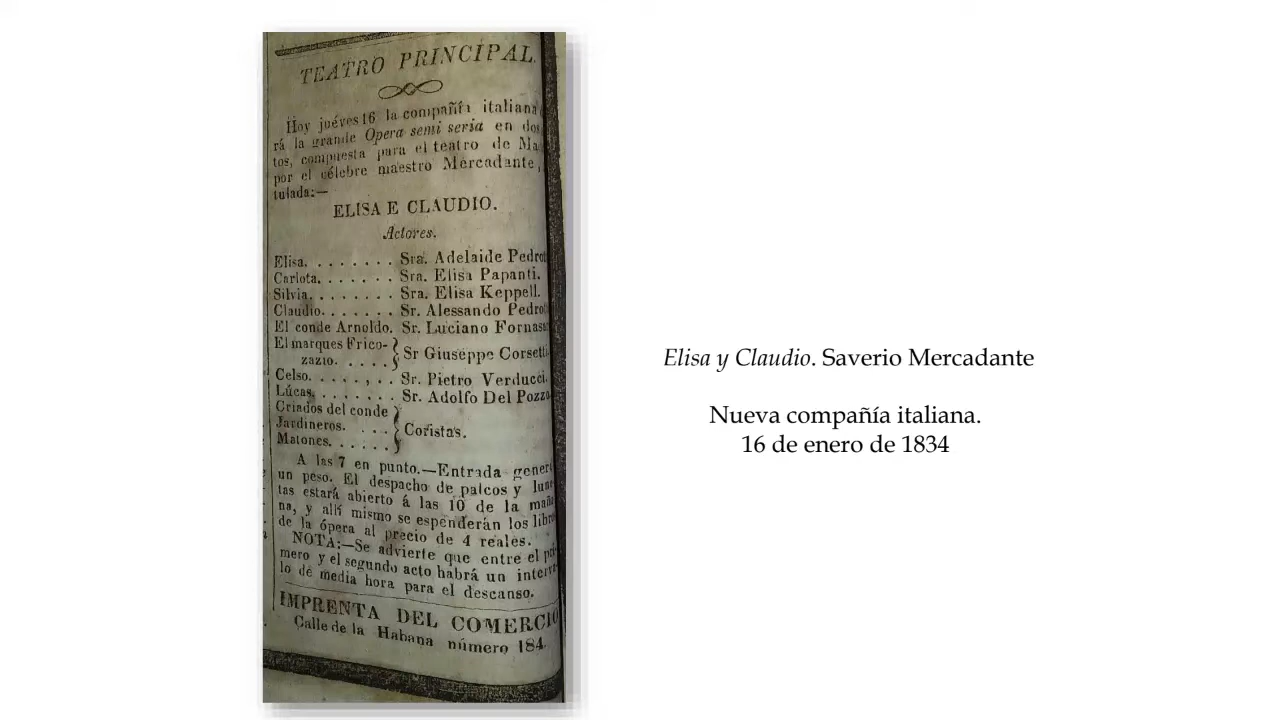 TEATRO PRINCIPAL
Hoy juéves 16 la compañía italiana
rá la grande Opera semi seria en dos
tos, compuesta para el teatro de Ma
por el célebre maestro Mercadante,
tulada:—
ELISA E CLAUDIO.
Actores.
Elisa. . . . . . . . Sra. Adelaide Pedrot
Carlota. . . . . . . Sra. Elisa Papanti.
Silvia. . . . . . . . Sra. Elisa Keppell.
Claudio. . . . . . . Sr. Alessando Pedrot
El conde Arnoldo. Sr. Luciano Fornasa
El marques Frico-
zazio. . . . . Sr Giuseppe Corsetti
Celso. . . . . , . . Sr. Pietro Verducci.
Lúcas. . . . . . . . Sr. Adolfo Del Pozzo
Criados del conde
Jardineros. . . . Coristas.
Matones. . . . . .
A las 7 en punto.—Entrada gener
un peso. El despacho de palcos y lune
tas estará abierto á las 10 de la maña
na, y allí mismo se espenderán los libr
de la ópera al precio de 4 reales.
NOTA:—Se advierte que entre el pri
mero y el segundo acto habrá un interv
lo de media hora para el descanso.
IMPRENTA DEL COMERCIO
Calle de la Habana número 184.
Elisa y Claudio. Saverio Mercadante
Nueva compañía italiana.
16 de enero de 1834